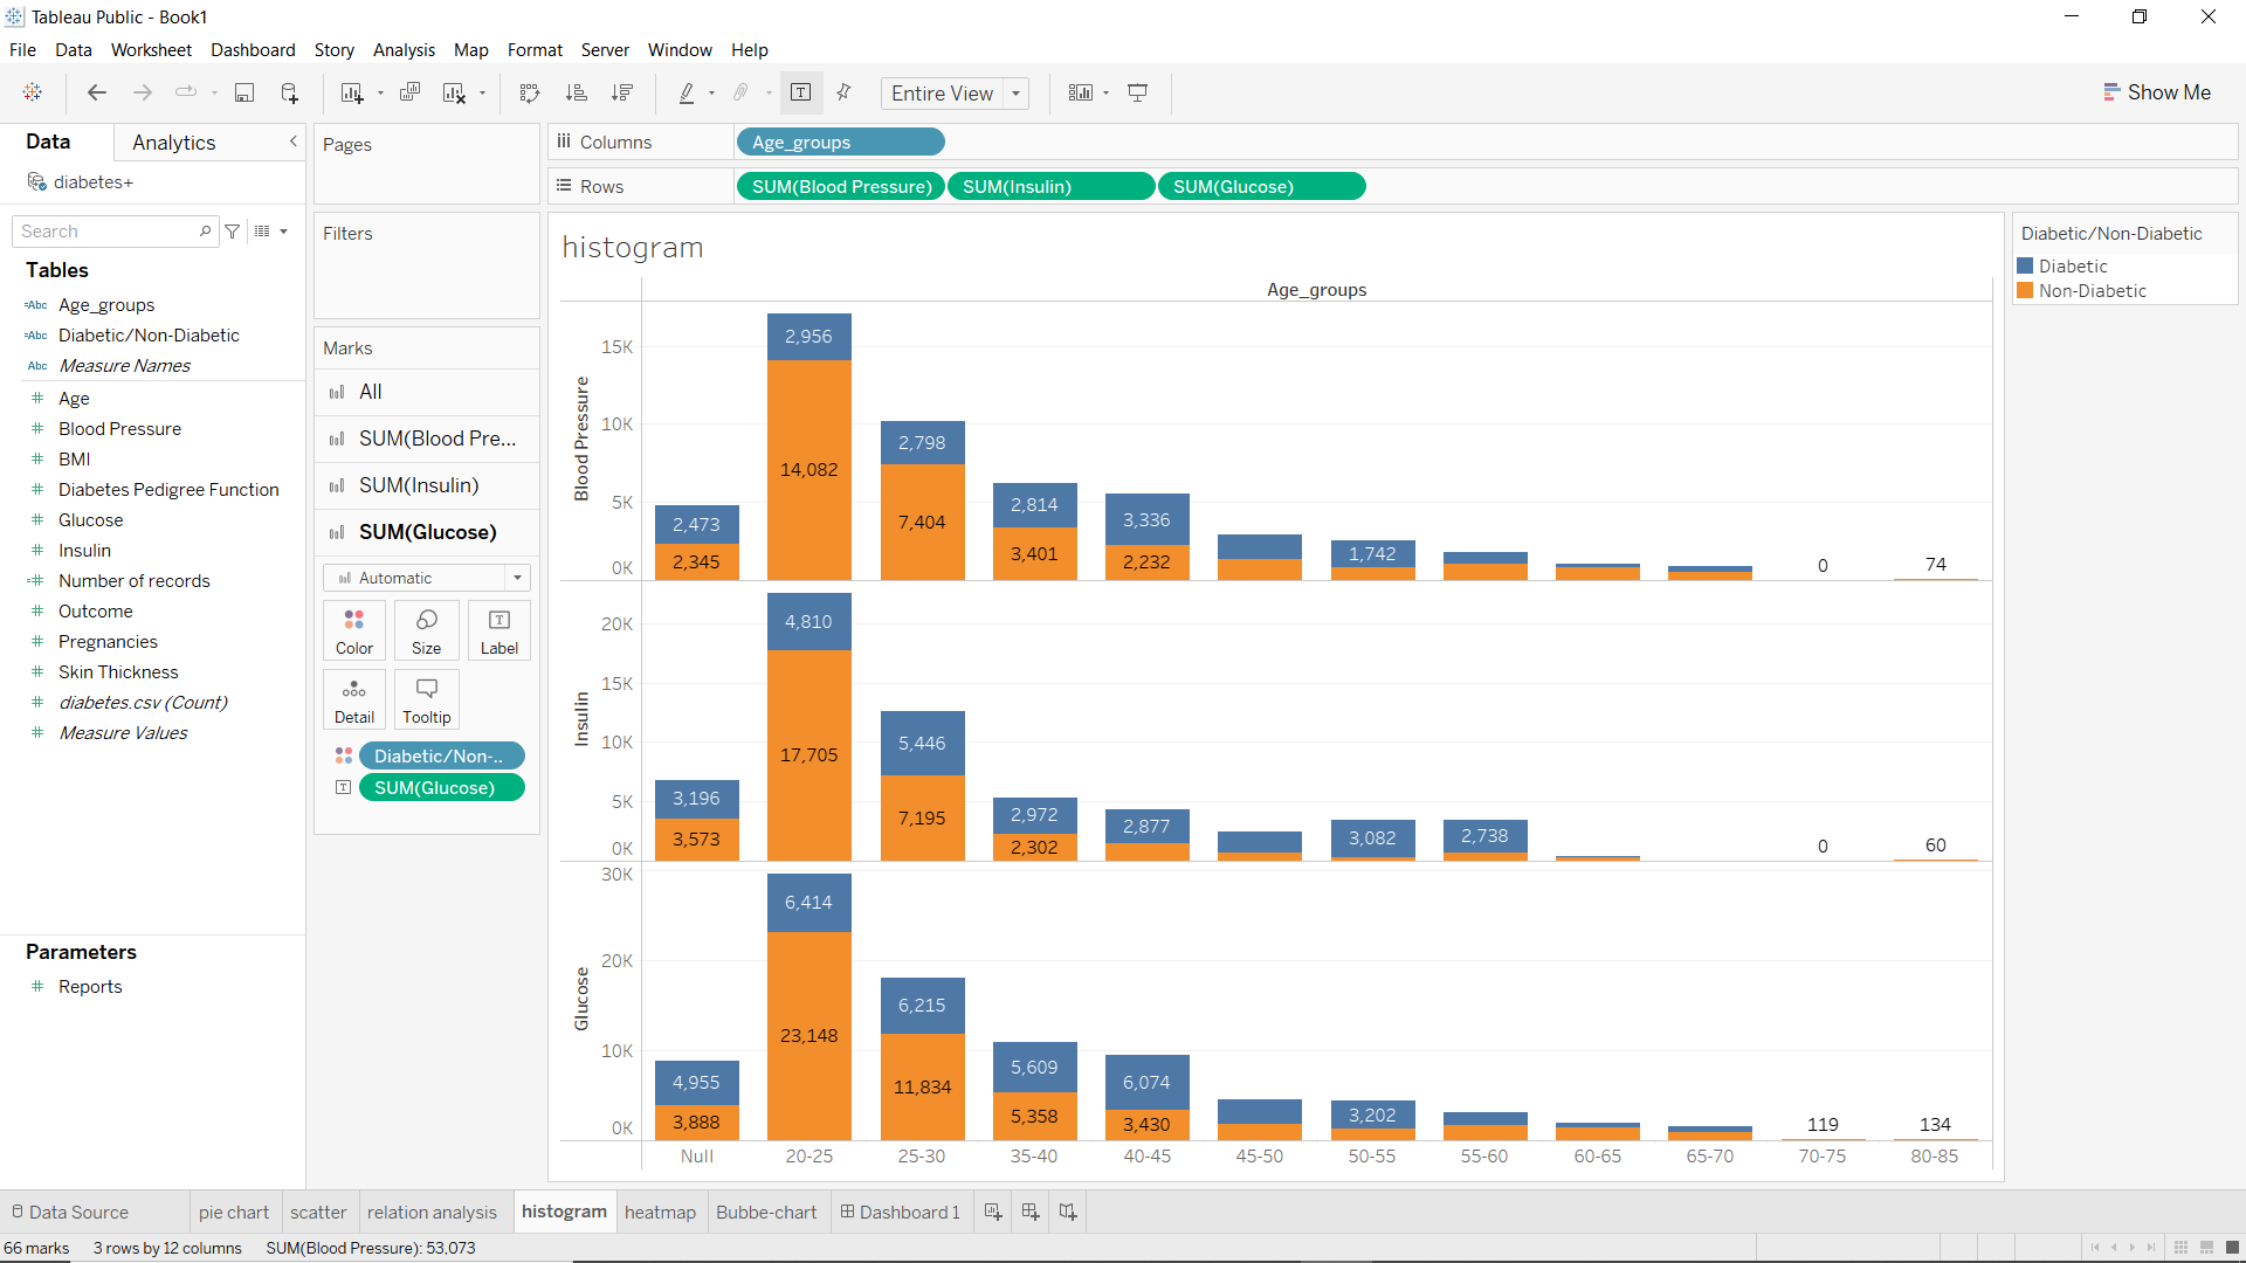 Tableau Public - Book1
File Data Worksheet Dashboard Story Analysis Map Format Server Window Help
Entire View
Show Me
Data
Analytics
diabetes+
Search
Tables
Abc Age_groups
Abc Diabetic/Non-Diabetic
Abc Measure Names
# Age
# Blood Pressure
# BMI
# Diabetes Pedigree Function
# Glucose
# Insulin
=# Number of records
# Outcome
# Pregnancies
# Skin Thickness
# diabetes.csv (Count)
# Measure Values
Parameters
# Reports
Pages
Filters
Marks
All
SUM(Blood Pre...
SUM(Insulin)
SUM(Glucose)
Automatic
Color Size Label
Detail Tooltip
Diabetic/Non-..
SUM(Glucose)
Columns
Age_groups
Rows
SUM(Blood Pressure) SUM(Insulin) SUM(Glucose)
histogram
Age_groups
Blood Pressure
15K
10K
5K
0K
2,956
14,082
2,798
7,404
2,473
2,345
2,814
3,401
3,336
2,232
1,742
0
74
Insulin
20K
15K
10K
5K
0K
4,810
17,705
5,446
7,195
3,196
3,573
2,972
2,302
2,877
3,082
2,738
0
60
Glucose
30K
20K
10K
0K
6,414
23,148
6,215
11,834
4,955
3,888
5,609
5,358
6,074
3,430
3,202
119
134
Null 20-25 25-30 35-40 40-45 45-50 50-55 55-60 60-65 65-70 70-75 80-85
Diabetic/Non-Diabetic
Diabetic
Non-Diabetic
Data Source pie chart scatter relation analysis histogram heatmap Bubbe-chart Dashboard 1
66 marks 3 rows by 12 columns SUM(Blood Pressure): 53,073